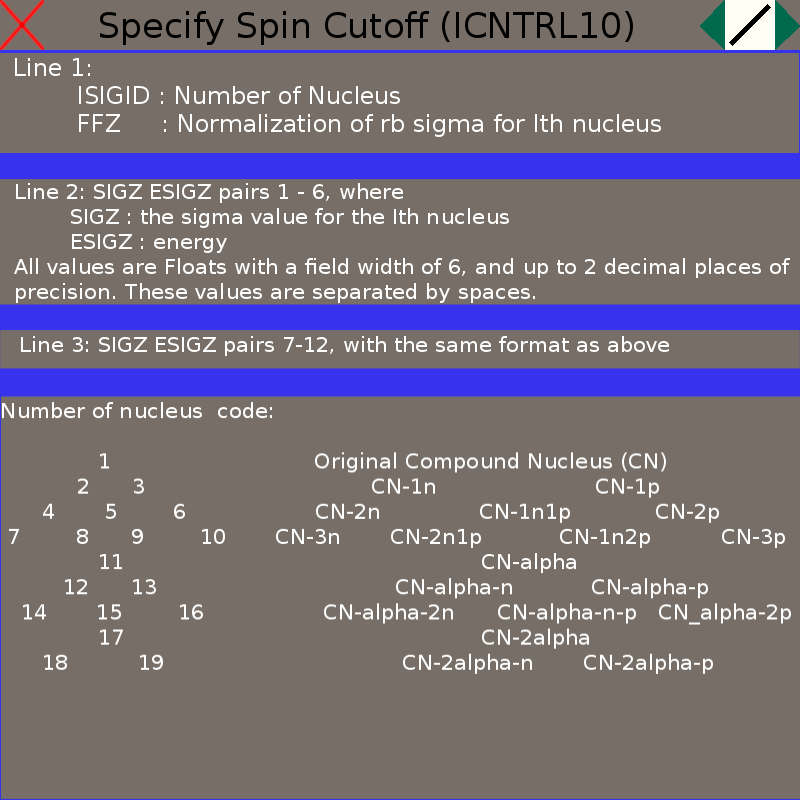 Specify Spin Cutoff (ICNTRL10)
Line 1:
ISIGID : Number of Nucleus
FFZ : Normalization of rb sigma for Ith nucleus
Line 2: SIGZ ESIGZ pairs 1 - 6, where
SIGZ : the sigma value for the Ith nucleus
ESIGZ : energy
All values are Floats with a field width of 6, and up to 2 decimal places of
precision. These values are separated by spaces.
Line 3: SIGZ ESIGZ pairs 7-12, with the same format as above
Number of nucleus  code:
1 Original Compound Nucleus (CN)
2 3 CN-1n CN-1p
4 5 6 CN-2n CN-1n1p CN-2p
7 8 9 10 CN-3n CN-2n1p CN-1n2p CN-3p
11 CN-alpha
12 13 CN-alpha-n CN-alpha-p
14 15 16 CN-alpha-2n CN-alpha-n-p CN_alpha-2p
17 CN-2alpha
18 19 CN-2alpha-n CN-2alpha-p